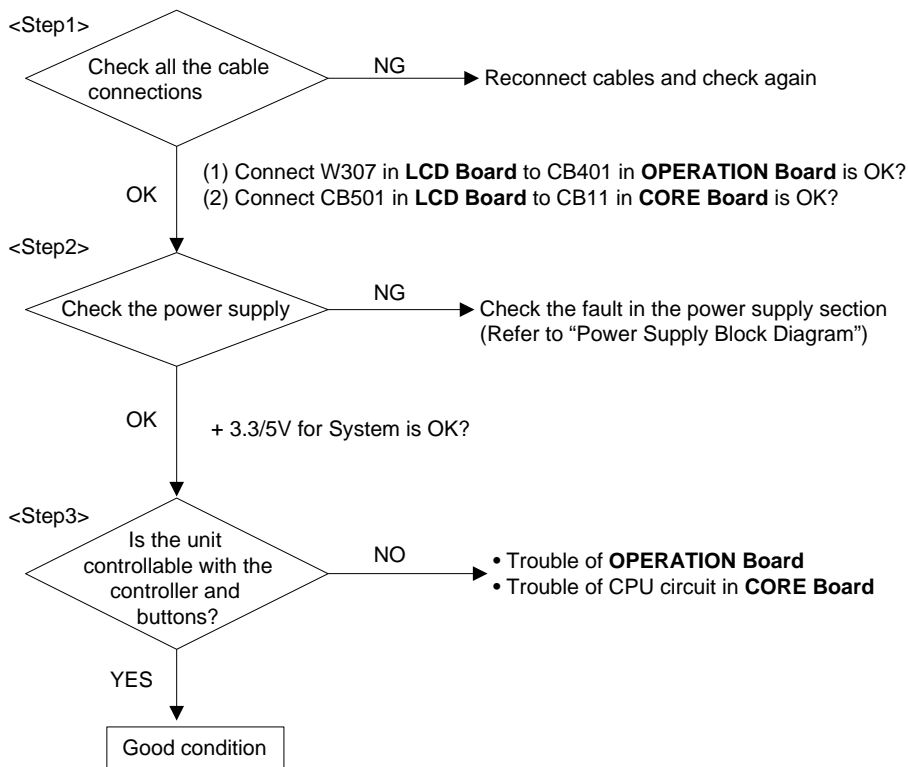 <Step1>
Check all the cable
connections
NG
Reconnect cables and check again
OK
(1) Connect W307 in LCD Board to CB401 in OPERATION Board is OK?
(2) Connect CB501 in LCD Board to CB11 in CORE Board is OK?
<Step2>
Check the power supply
NG
Check the fault in the power supply section
(Refer to “Power Supply Block Diagram”)
OK
+ 3.3/5V for System is OK?
<Step3>
Is the unit
controllable with the
controller and
buttons?
NO
• Trouble of OPERATION Board
• Trouble of CPU circuit in CORE Board
YES
Good condition